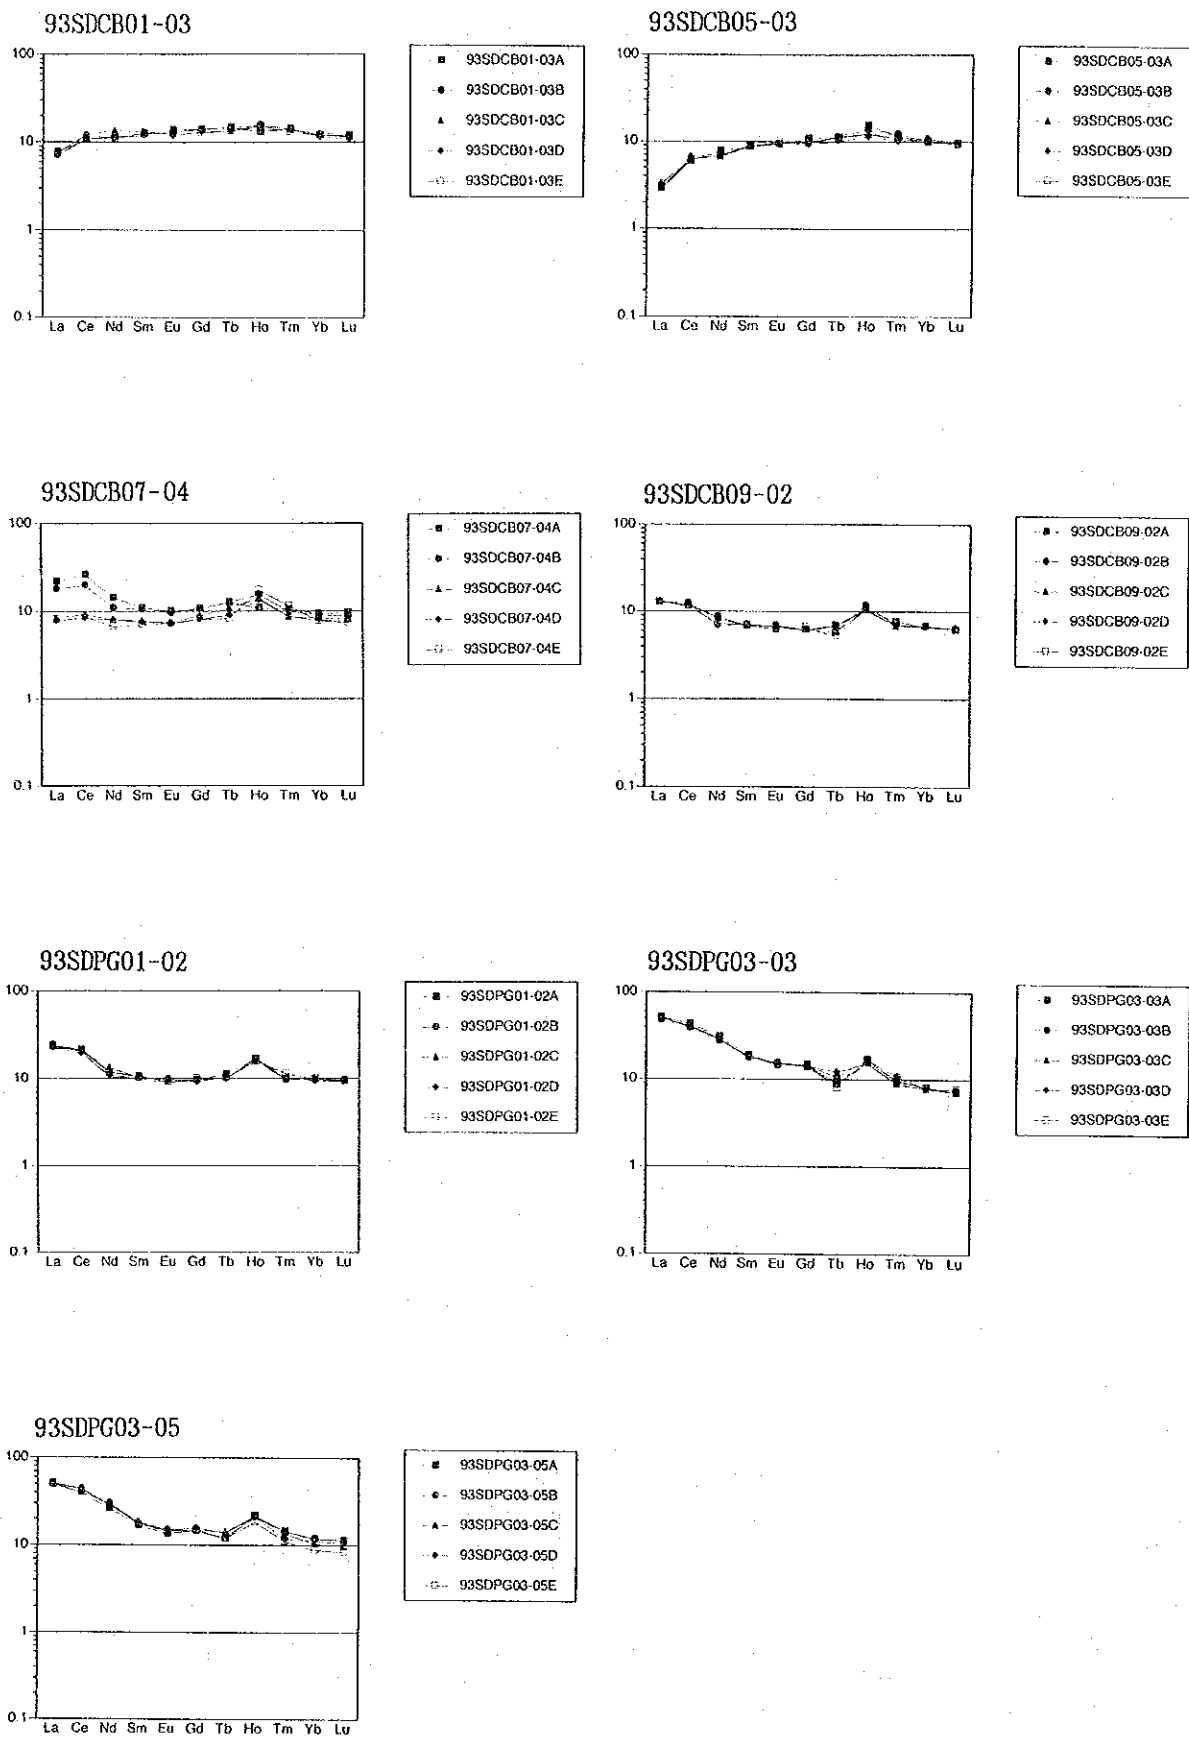 93SDCB01-03
100
10
1
0.1
La Ce Nd Sm Eu Gd Tb Ho Tm Yb Lu
93SDCB01-03A
93SDCB01-03B
93SDCB01-03C
93SDCB01-03D
93SDCB01-03E
93SDCB05-03
100
10
1
0.1
La Ce Nd Sm Eu Gd Tb Ho Tm Yb Lu
93SDCB05-03A
93SDCB05-03B
93SDCB05-03C
93SDCB05-03D
93SDCB05-03E
93SDCB07-04
100
10
1
0.1
La Ce Nd Sm Eu Gd Tb Ho Tm Yb Lu
93SDCB07-04A
93SDCB07-04B
93SDCB07-04C
93SDCB07-04D
93SDCB07-04E
93SDCB09-02
100
10
1
0.1
La Ce Nd Sm Eu Gd Tb Ho Tm Yb Lu
93SDCB09-02A
93SDCB09-02B
93SDCB09-02C
93SDCB09-02D
93SDCB09-02E
93SDPG01-02
100
10
1
0.1
La Ce Nd Sm Eu Gd Tb Ho Tm Yb Lu
93SDPG01-02A
93SDPG01-02B
93SDPG01-02C
93SDPG01-02D
93SDPG01-02E
93SDPG03-03
100
10
1
0.1
La Ce Nd Sm Eu Gd Tb Ho Tm Yb Lu
93SDPG03-03A
93SDPG03-03B
93SDPG03-03C
93SDPG03-03D
93SDPG03-03E
93SDPG03-05
100
10
1
0.1
La Ce Nd Sm Eu Gd Tb Ho Tm Yb Lu
93SDPG03-05A
93SDPG03-05B
93SDPG03-05C
93SDPG03-05D
93SDPG03-05E